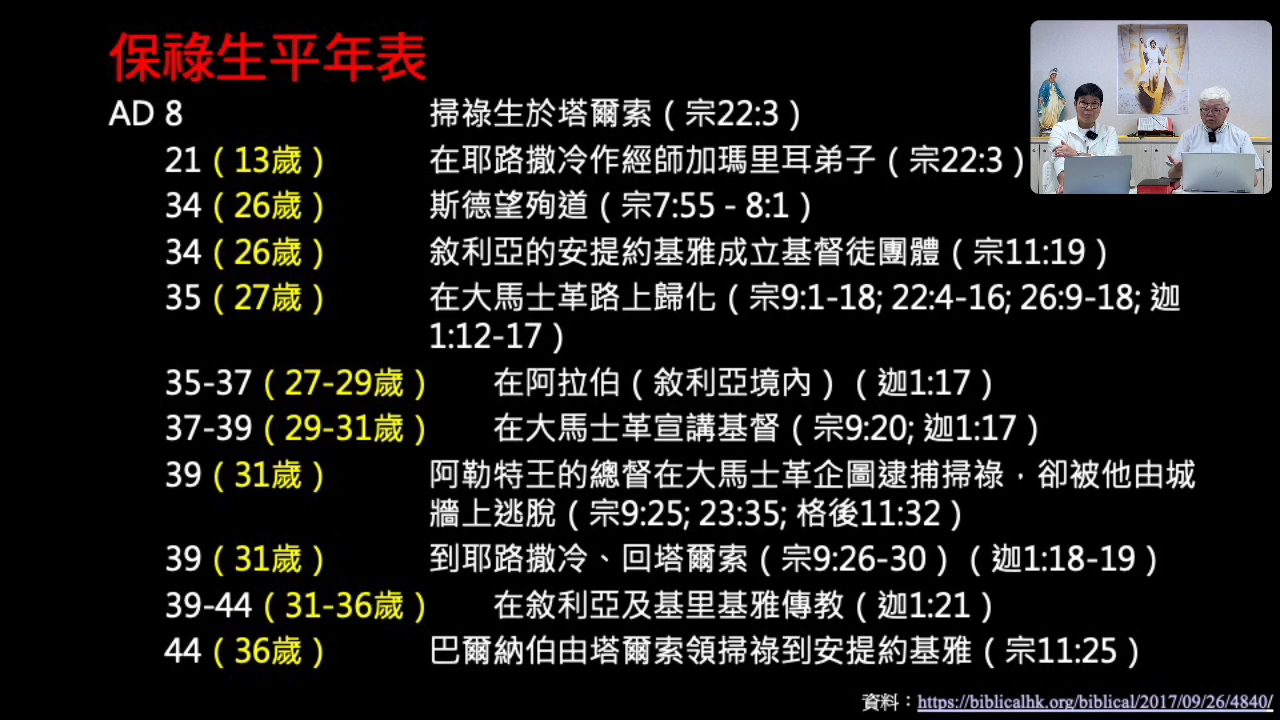 保祿生平年表
AD 8 掃祿生於塔爾索（宗22:3）
21（13歲） 在耶路撒冷作經師加瑪里耳弟子（宗22:3）
34（26歲） 斯德望殉道（宗7:55 - 8:1）
34（26歲） 敘利亞的安提約基雅成立基督徒團體（宗11:19）
35（27歲） 在大馬士革路上歸化（宗9:1-18; 22:4-16; 26:9-18; 迦
1:12-17）
35-37（27-29歲） 在阿拉伯（敘利亞境內）（迦1:17）
37-39（29-31歲） 在大馬士革宣講基督（宗9:20; 迦1:17）
39（31歲） 阿勒特王的總督在大馬士革企圖逮捕掃祿，卻被他由城
牆上逃脫（宗9:25; 23:35; 格後11:32）
39（31歲） 到耶路撒冷、回塔爾索（宗9:26-30）（迦1:18-19）
39-44（31-36歲） 在敘利亞及基里基雅傳教（迦1:21）
44（36歲） 巴爾納伯由塔爾索領掃祿到安提約基雅（宗11:25）
資料：https://biblicalhk.org/biblical/2017/09/26/4840/